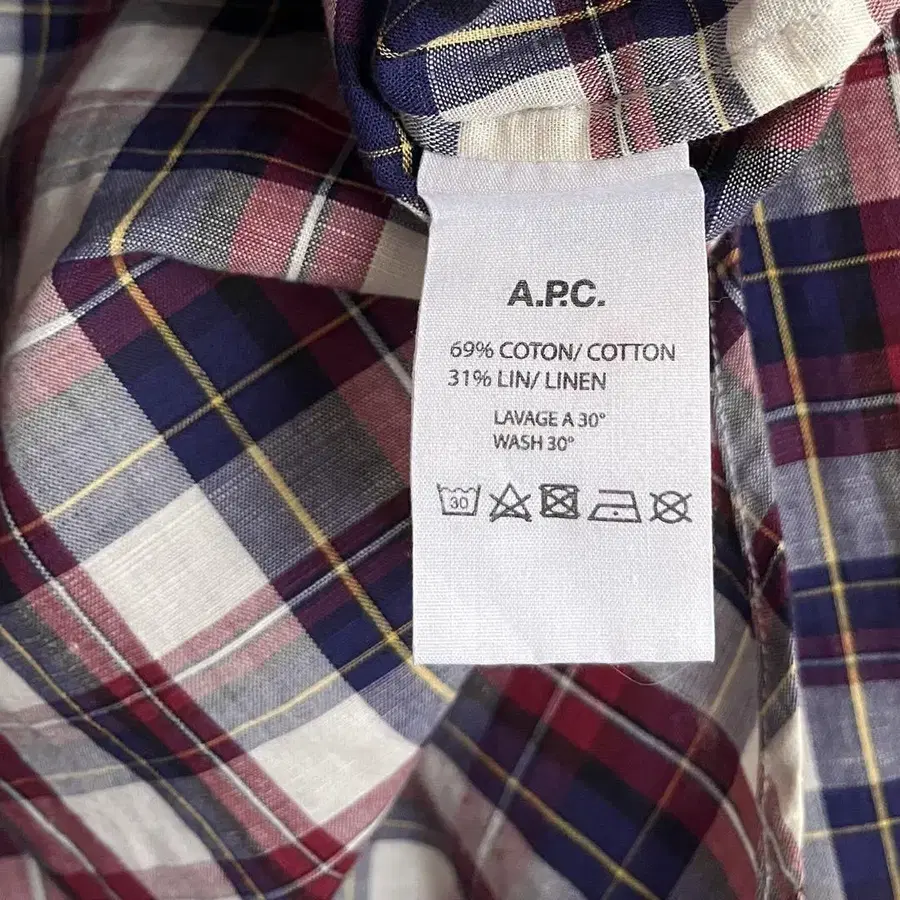 A.P.C.
69% COTON/ COTTON
31% LIN/ LINEN
LAVAGE A 30°
WASH 30°
30